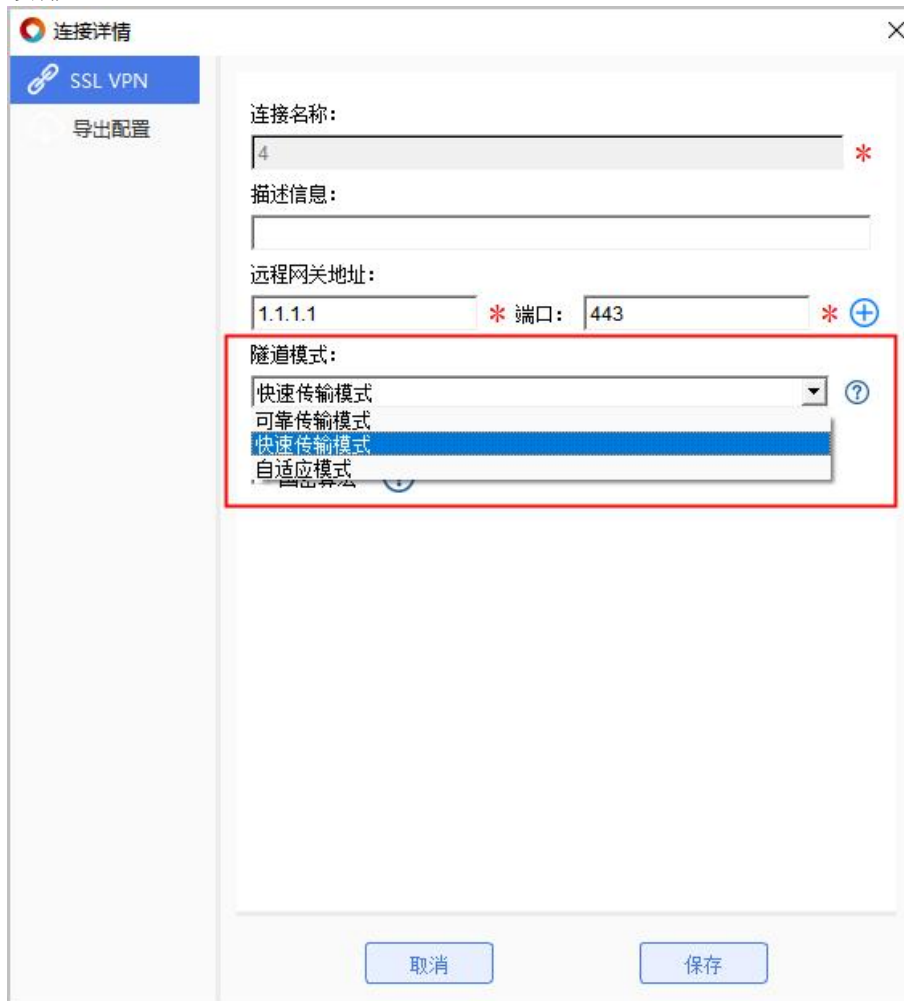 连接详情
SSL VPN
导出配置
连接名称：
4
*
描述信息：
远程网关地址：
1.1.1.1 * 端口： 443 *
隧道模式：
快速传输模式
可靠传输模式
快速传输模式
自适应模式
取消
保存